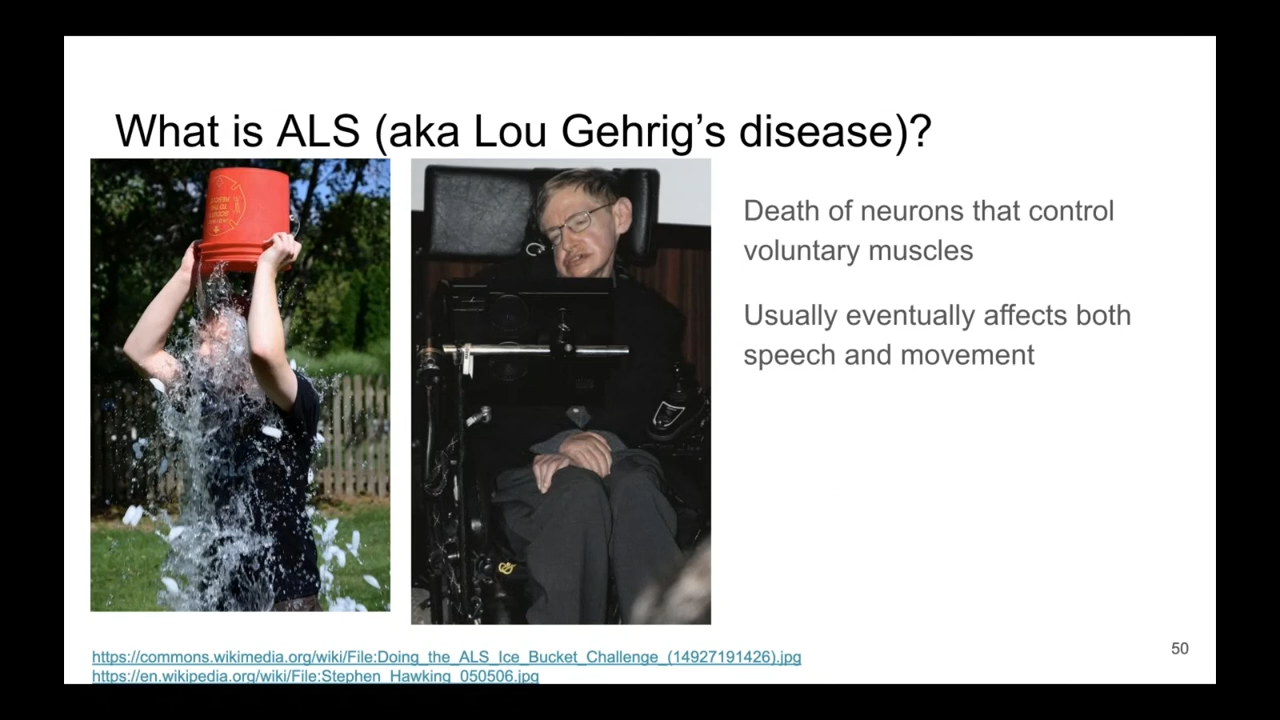 What is ALS (aka Lou Gehrig’s disease)?
Death of neurons that control
voluntary muscles
Usually eventually affects both
speech and movement
https://commons.wikimedia.org/wiki/File:Doing_the_ALS_Ice_Bucket_Challenge_(14927191426).jpg
https://en.wikipedia.org/wiki/File:Stephen_Hawking_050506.jpg
50